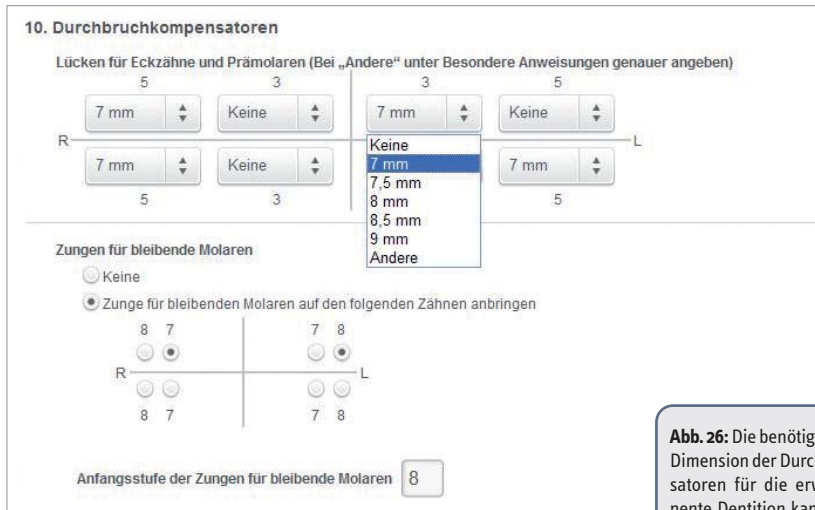 10. Durchbruchkompensatoren
Lücken für Eckzähne und Prämolaren (Bei „Andere“ unter Besondere Anweisungen genauer angeben)
5 3 3 5
7 mm Keine 7 mm Keine
R L
7 mm Keine 7 mm
5 3 5
Keine
7 mm
7,5 mm
8 mm
8,5 mm
9 mm
Andere
Zungen für bleibende Molaren
Keine
Zunge für bleibenden Molaren auf den folgenden Zähnen anbringen
8 7 7 8
R L
8 7 7 8
Anfangsstufe der Zungen für bleibende Molaren 8
Abb. 26: Die benötig
Dimension der Durc
satoren für die erw